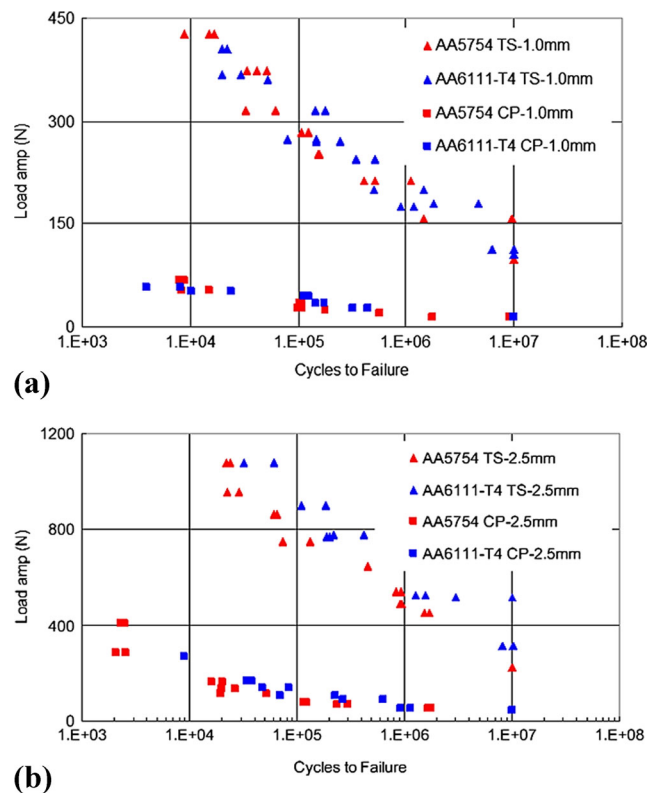 (a)
Load amp (N)
450
300
150
0
AA5754 TS-1.0mm
AA6111-T4 TS-1.0mm
AA5754 CP-1.0mm
AA6111-T4 CP-1.0mm
1.E+03 1.E+04 1.E+05 1.E+06 1.E+07 1.E+08
Cycles to Failure
(b)
Load amp (N)
1200
800
400
0
AA5754 TS-2.5mm
AA6111-T4 TS-2.5mm
AA5754 CP-2.5mm
AA6111-T4 CP-2.5mm
1.E+03 1.E+04 1.E+05 1.E+06 1.E+07 1.E+08
Cycles to Failure